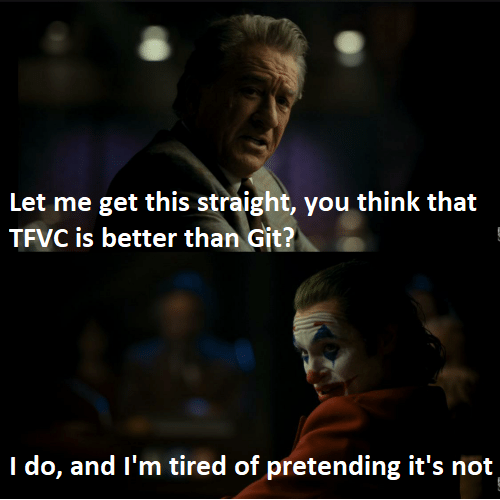 Let me get this straight, you think that
TFVC is better than Git?
I do, and I'm tired of pretending it's not